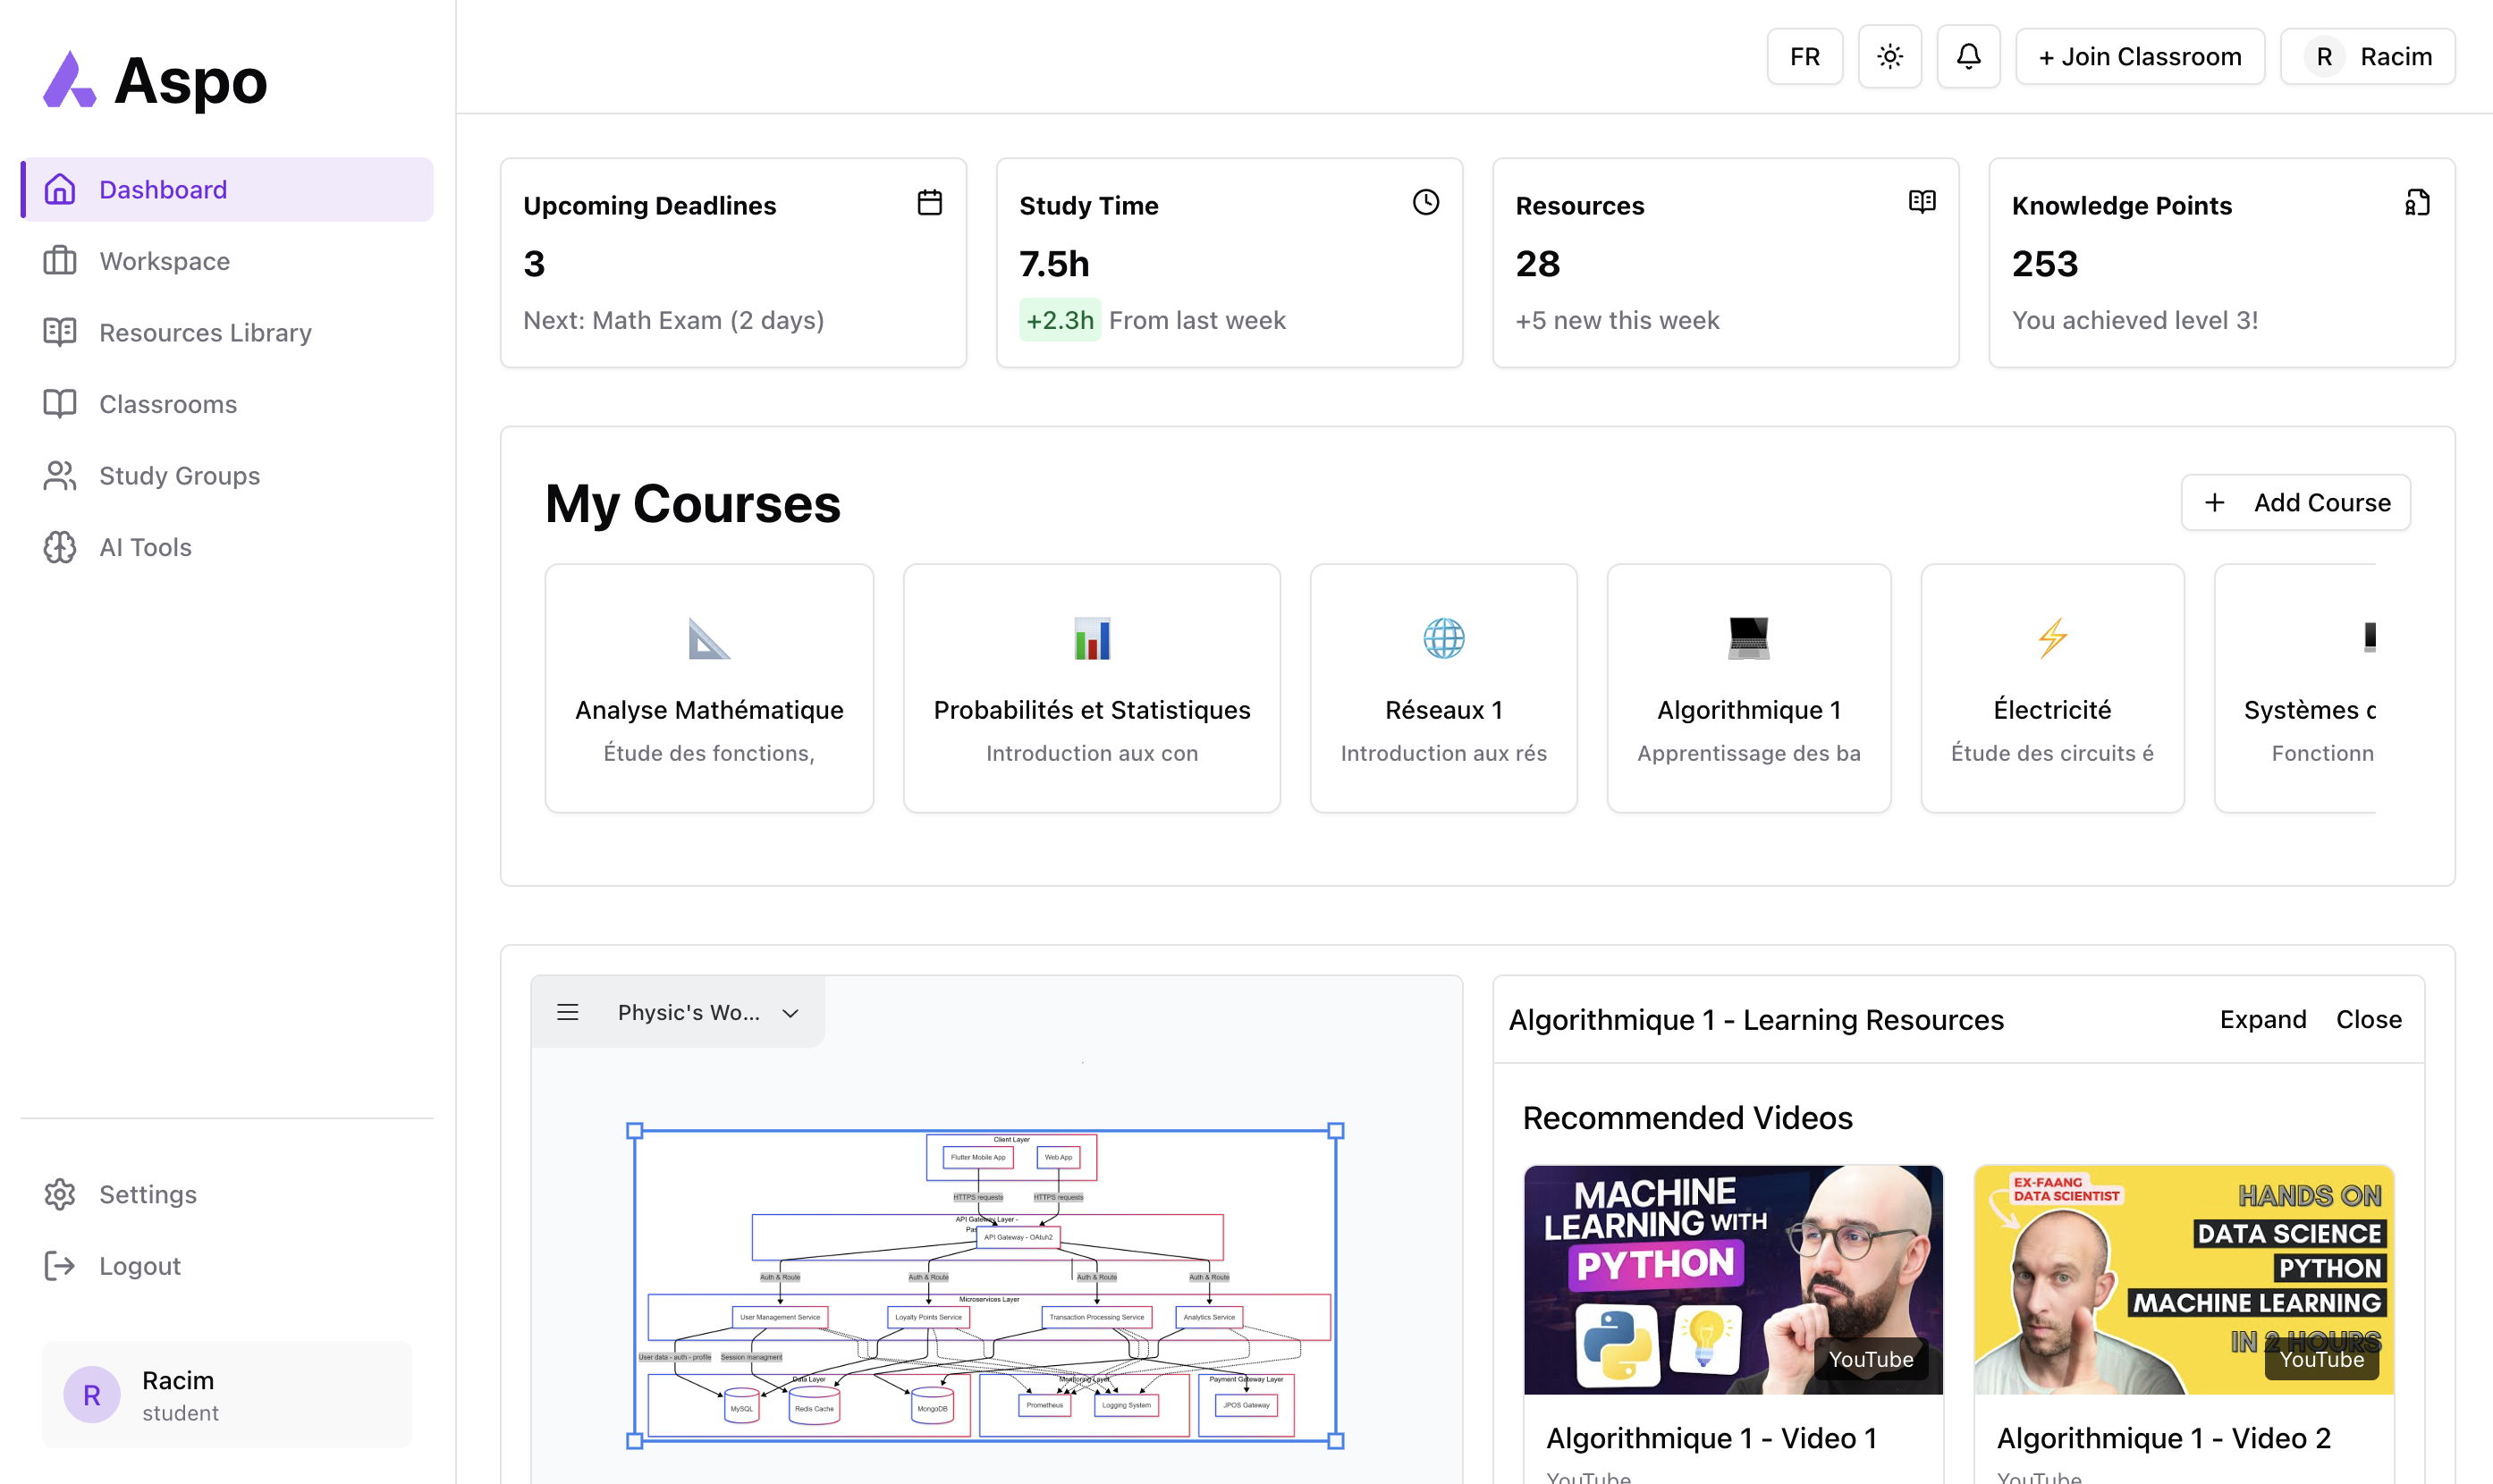 Aspo
FR
+ Join Classroom
R
Racim
Dashboard
Workspace
Resources Library
Classrooms
Study Groups
AI Tools
Settings
Logout
R
Racim
student
Upcoming Deadlines
3
Next: Math Exam (2 days)
Study Time
7.5h
+2.3h From last week
Resources
28
+5 new this week
Knowledge Points
253
You achieved level 3!
My Courses
+ Add Course
Analyse Mathématique
Étude des fonctions,
Probabilités et Statistiques
Introduction aux con
Réseaux 1
Introduction aux rés
Algorithmique 1
Apprentissage des ba
Électricité
Étude des circuits é
Systèmes
Fonctionn
Physic's Wo...
Client Layer
Flutter Mobile App
Web App
HTTPS requests
HTTPS requests
API Gateway Layer -
API Gateway - OAtuh2
Auth & Route
Auth & Route
Auth & Route
Auth & Route
Microservices Layer
User Management Service
Loyalty Points Service
Transaction Processing Service
Analytics Service
User data - auth - profile
Session managment
Data Layer
Monitoring Layer
Payment Gateway Layer
MySQL
Redis Cache
MongoDB
Prometheus
Logging System
JPOS Gateway
Algorithmique 1 - Learning Resources
Expand
Close
Recommended Videos
MACHINE
LEARNING WITH
PYTHON
YouTube
Algorithmique 1 - Video 1
YouTube
EX-FAANG
DATA SCIENTIST
HANDS ON
DATA SCIENCE
PYTHON
MACHINE LEARNING
IN 2 HOURS
YouTube
Algorithmique 1 - Video 2
YouTube